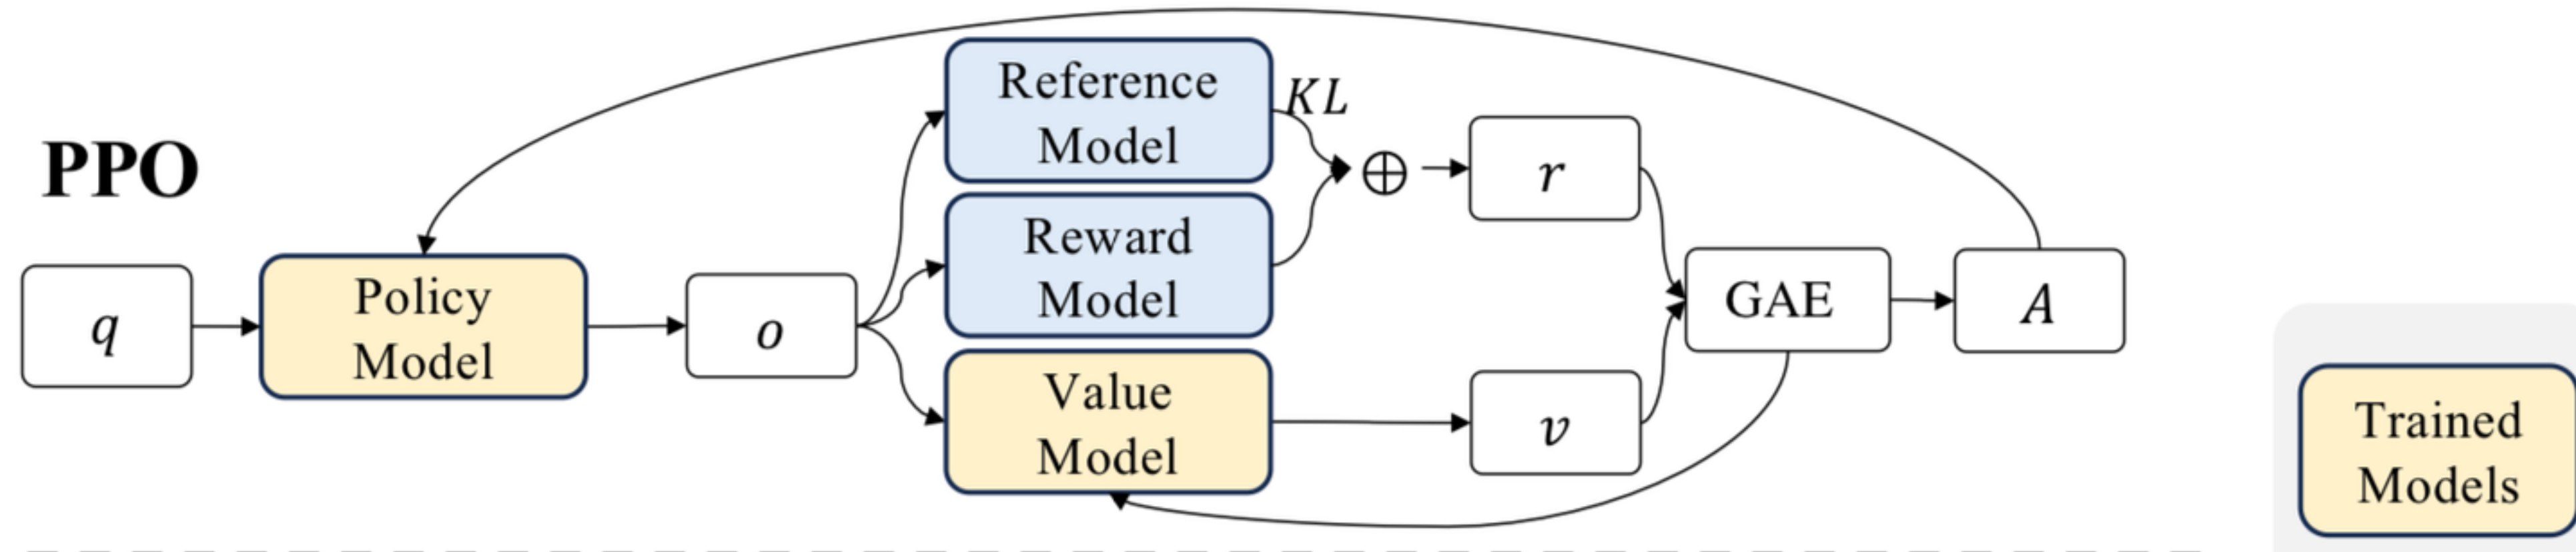 PPO
q
Policy
Model
o
Reference
Model
KL
Reward
Model
Value
Model
⊕
r
v
GAE
A
Trained
Models